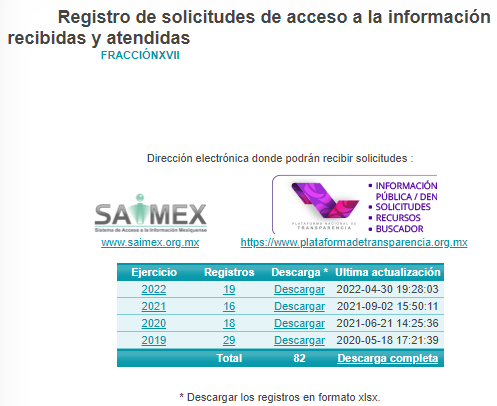 Registro de solicitudes de acceso a la información
recibidas y atendidas
FRACCIÓNXVII
Dirección electrónica donde podrán recibir solicitudes :
SAIMEX
Sistema de Acceso a la Información Mexiquense
www.saimex.org.mx
INFORMACIÓN
PÚBLICA / DEN
SOLICITUDES
RECURSOS
BUSCADOR
PLATAFORMA NACIONAL DE
TRANSPARENCIA
https://www.plataformadetransparencia.org.mx
Ejercicio Registros Descarga * Ultima actualización
2022 19 Descargar 2022-04-30 19:28:03
2021 16 Descargar 2021-09-02 15:50:11
2020 18 Descargar 2021-06-21 14:25:36
2019 29 Descargar 2020-05-18 17:21:39
Total 82 Descarga completa
* Descargar los registros en formato xlsx.